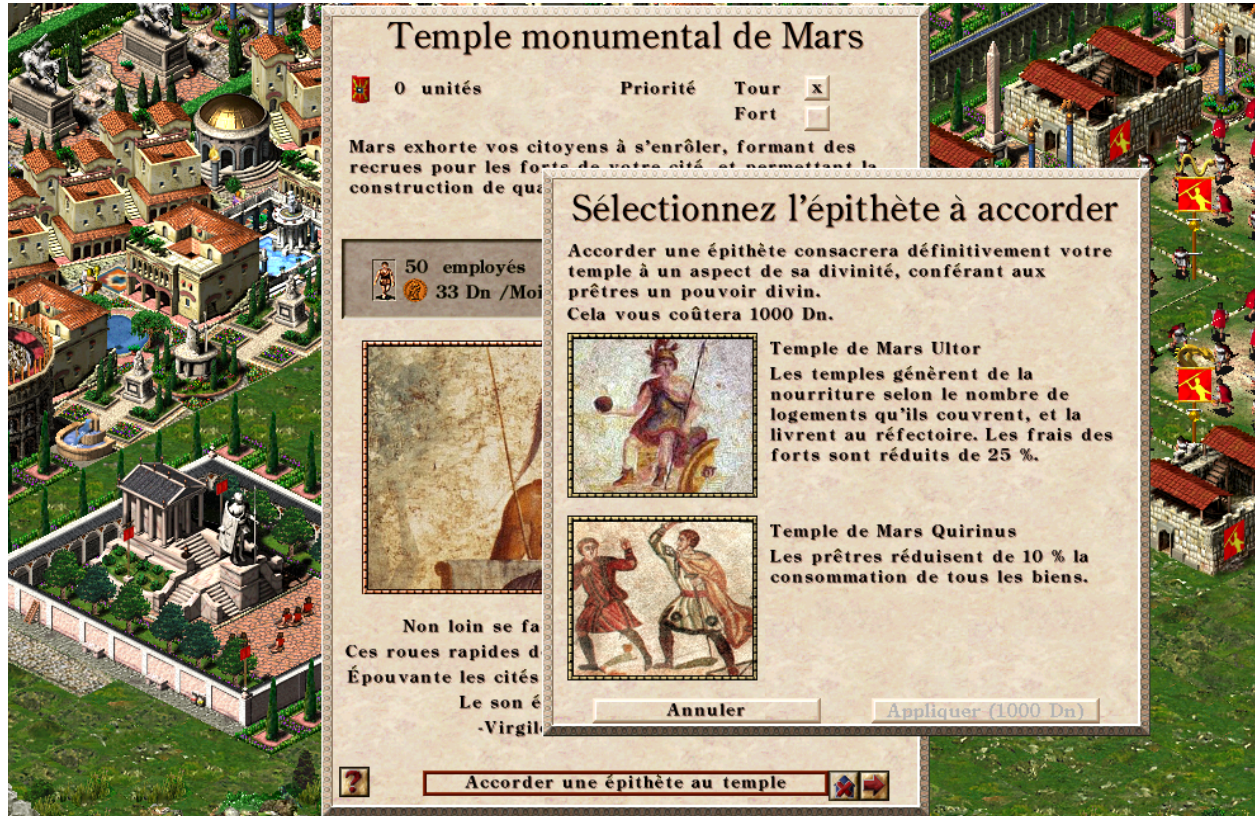 Temple monumental de Mars
0 unités Priorité Tour x
Fort
Mars exhorte vos citoyens à s'enrôler, formant des
recrues pour les forts de votre cité, et permettant la
construction de
50 employés
33 Dn /Moi
Non loin se fa
Ces roues rapides d
Épouvante les cités
Le son é
-Virgil
? Accorder une épithète au temple
Sélectionnez l'épithète à accorder
Accorder une épithète consacrera définitivement votre
temple à un aspect de sa divinité, conférant aux
prêtres un pouvoir divin.
Cela vous coûtera 1000 Dn.
Temple de Mars Ultor
Les temples génèrent de la
nourriture selon le nombre de
logements qu'ils couvrent, et la
livrent au réfectoire. Les frais des
forts sont réduits de 25 %.
Temple de Mars Quirinus
Les prêtres réduisent de 10 % la
consommation de tous les biens.
Annuler Appliquer (1000 Dn)